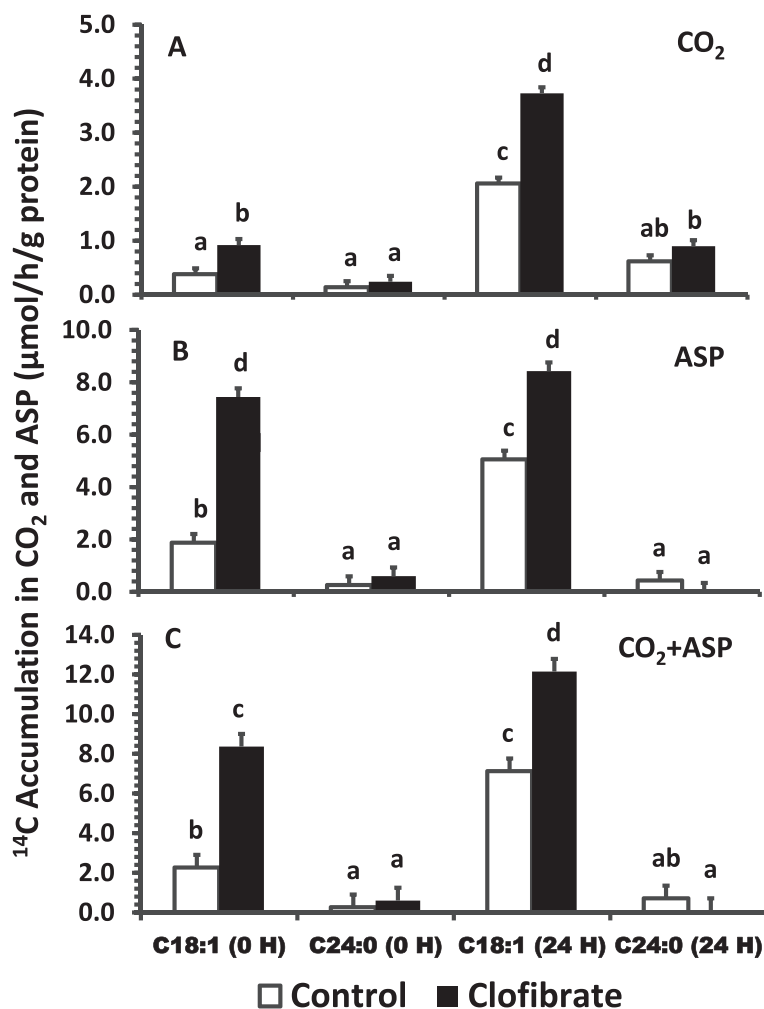 ¹⁴C Accumulation in CO₂ and ASP (µmol/h/g protein)
A
CO₂
5.0
4.0
3.0
2.0
1.0
0.0
a
b
a
a
c
d
ab
b
B
ASP
10.0
8.0
6.0
4.0
2.0
0.0
b
d
a
a
c
d
a
a
C
CO₂+ASP
14.0
12.0
10.0
8.0
6.0
4.0
2.0
0.0
b
c
a
a
c
d
ab
a
C18:1 (0 H) C24:0 (0 H) C18:1 (24 H) C24:0 (24 H)
Control Clofibrate